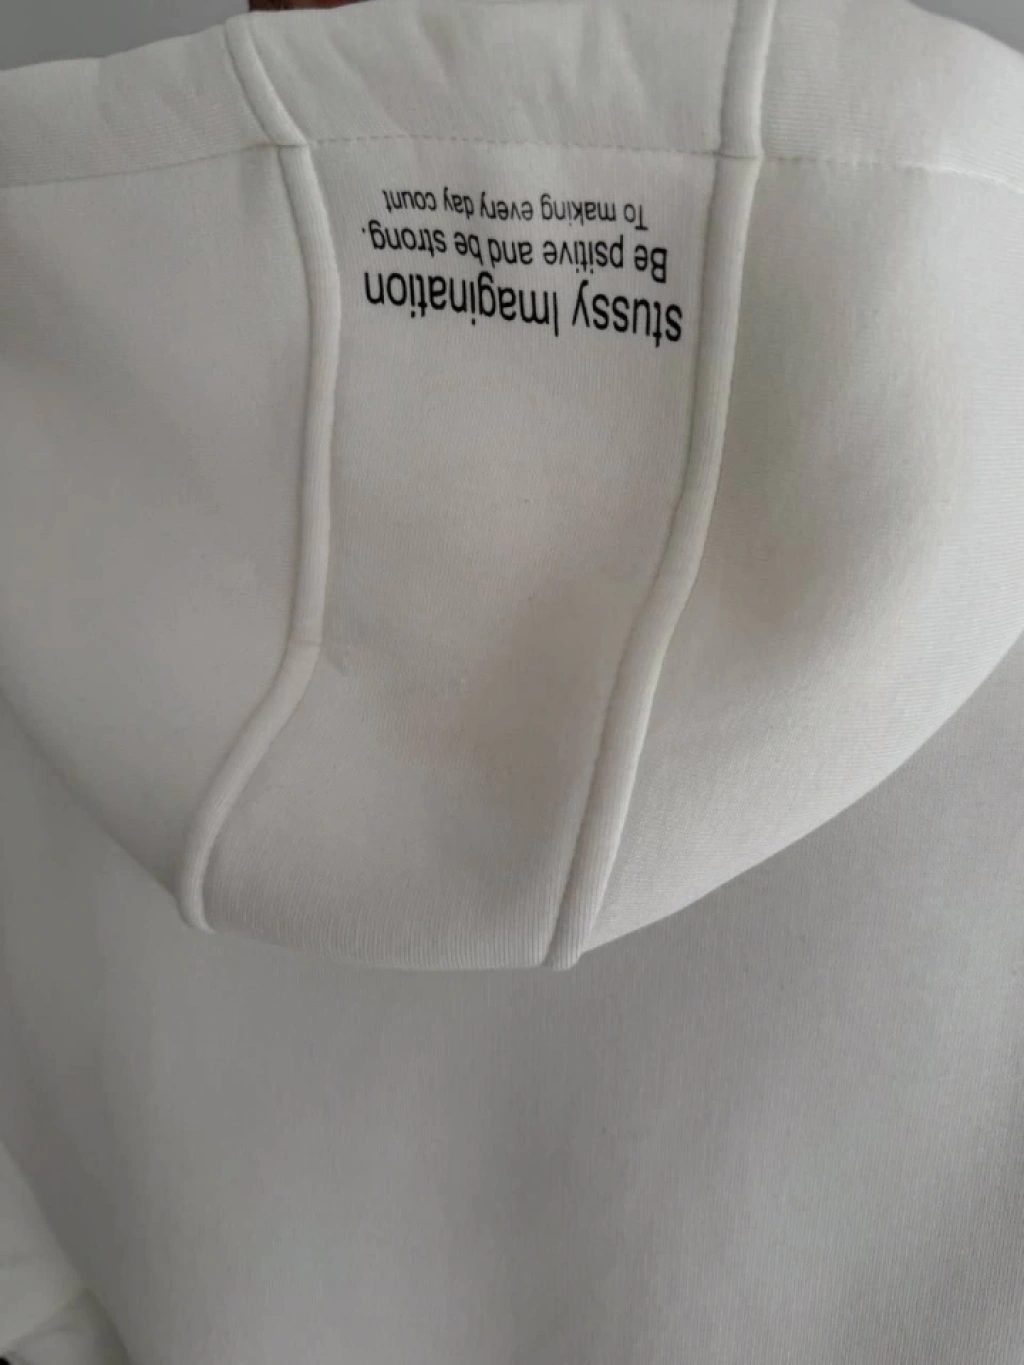 stussy Imagination
Be psitive and be strong.
To making every day count